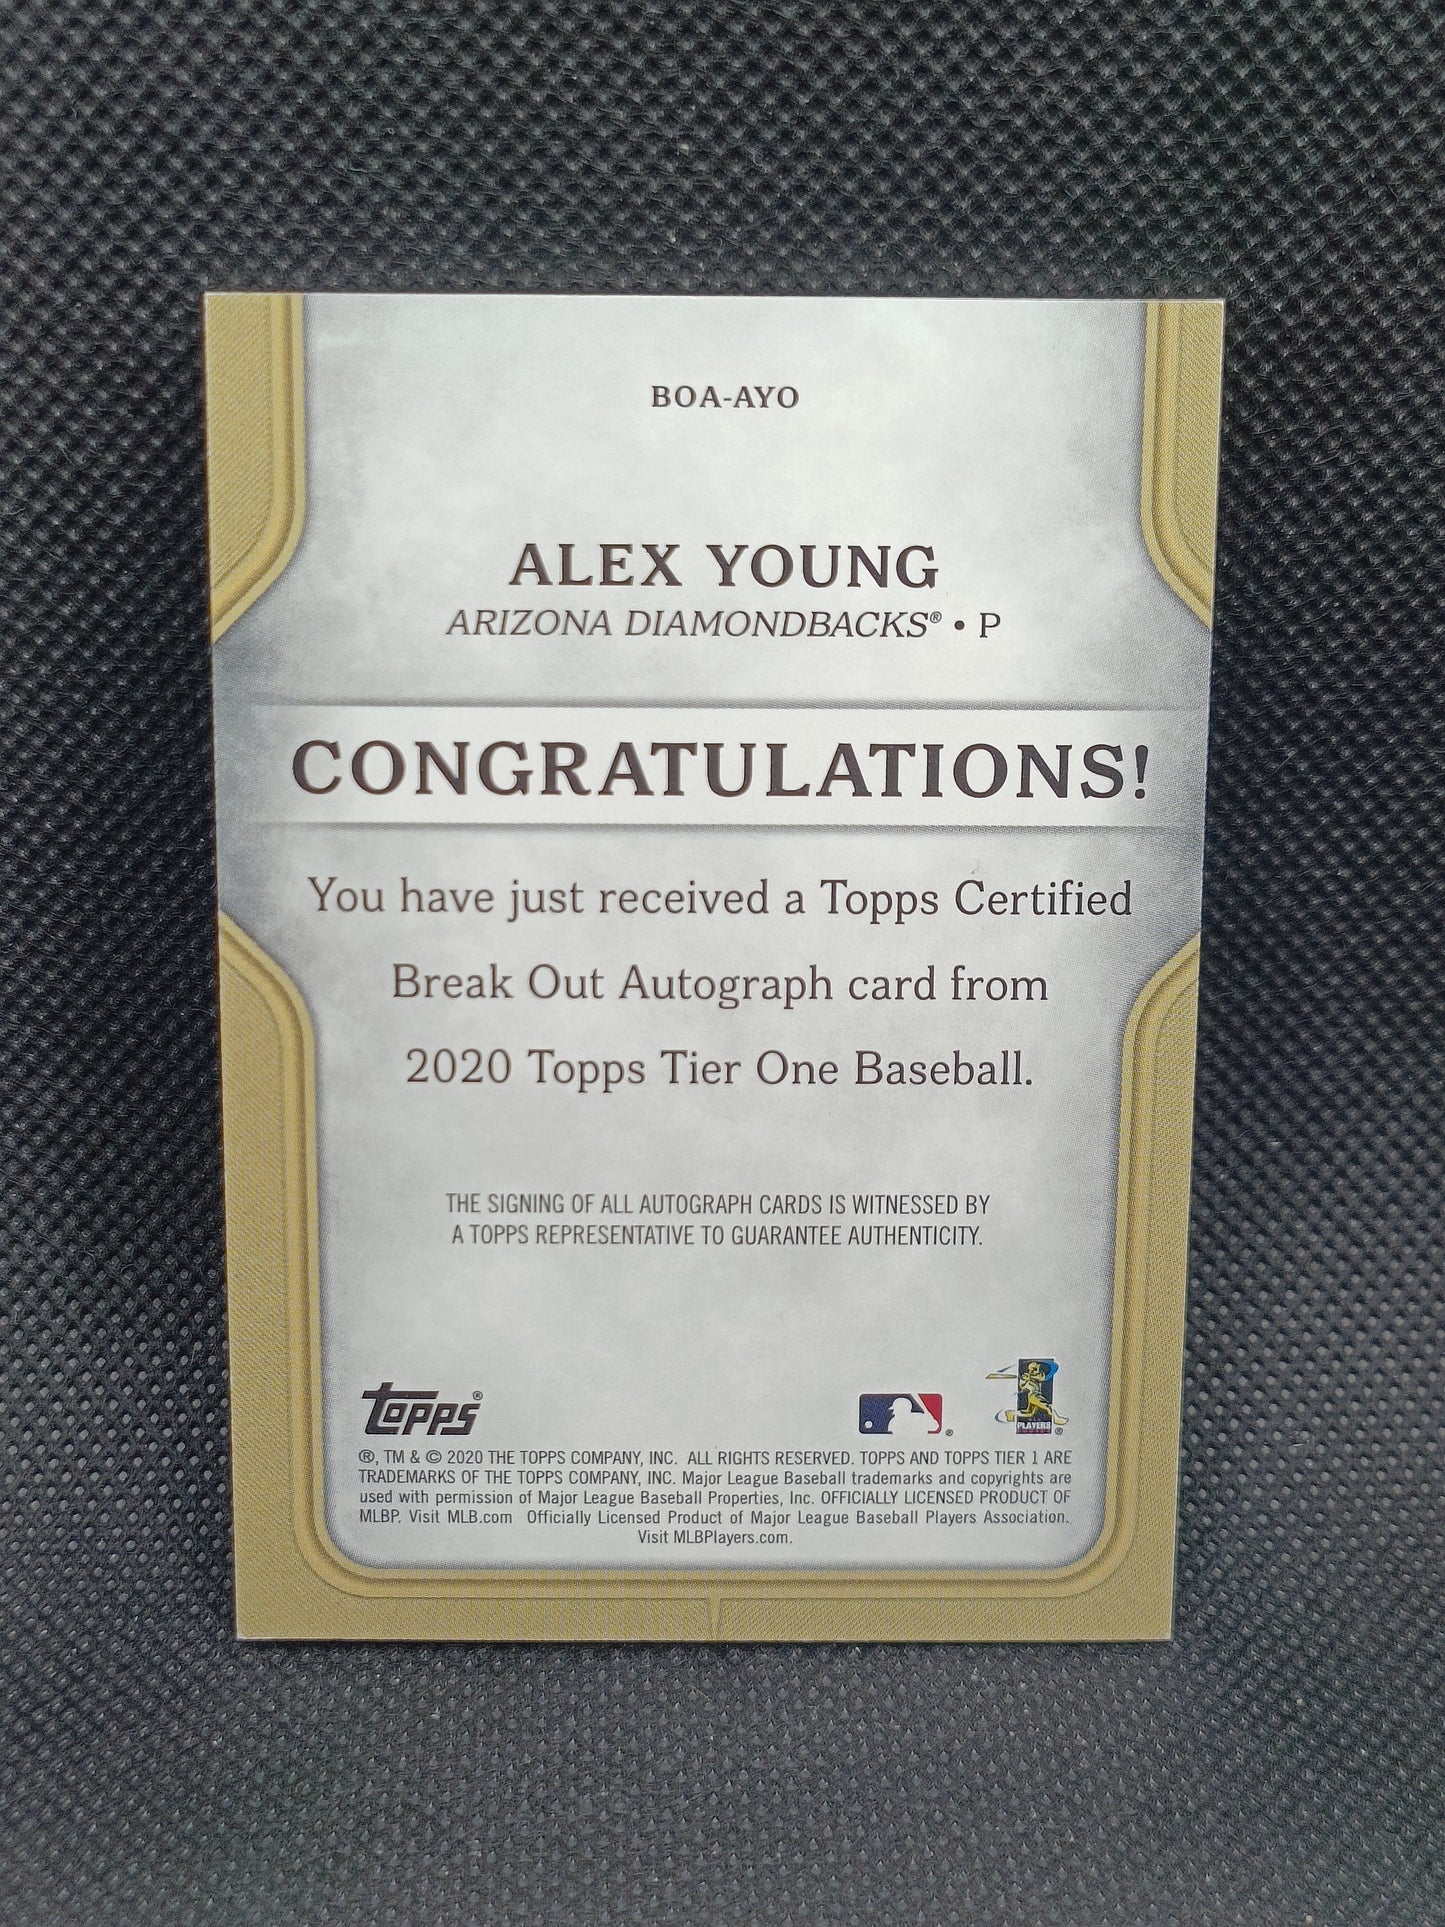 BOA-AYO
ALEX YOUNG
ARIZONA DIAMONDBACKS® • P
CONGRATULATIONS!
You have just received a Topps Certified
Break Out Autograph card from
2020 Topps Tier One Baseball.
THE SIGNING OF ALL AUTOGRAPH CARDS IS WITNESSED BY
A TOPPS REPRESENTATIVE TO GUARANTEE AUTHENTICITY.
topps®
PLAYERS
®, TM & © 2020 THE TOPPS COMPANY, INC. ALL RIGHTS RESERVED. TOPPS AND TOPPS TIER 1 ARE
TRADEMARKS OF THE TOPPS COMPANY, INC. Major League Baseball trademarks and copyrights are
used with permission of Major League Baseball Properties, Inc. OFFICIALLY LICENSED PRODUCT OF
MLBP. Visit MLB.com Officially Licensed Product of Major League Baseball Players Association.
Visit MLBPlayers.com.